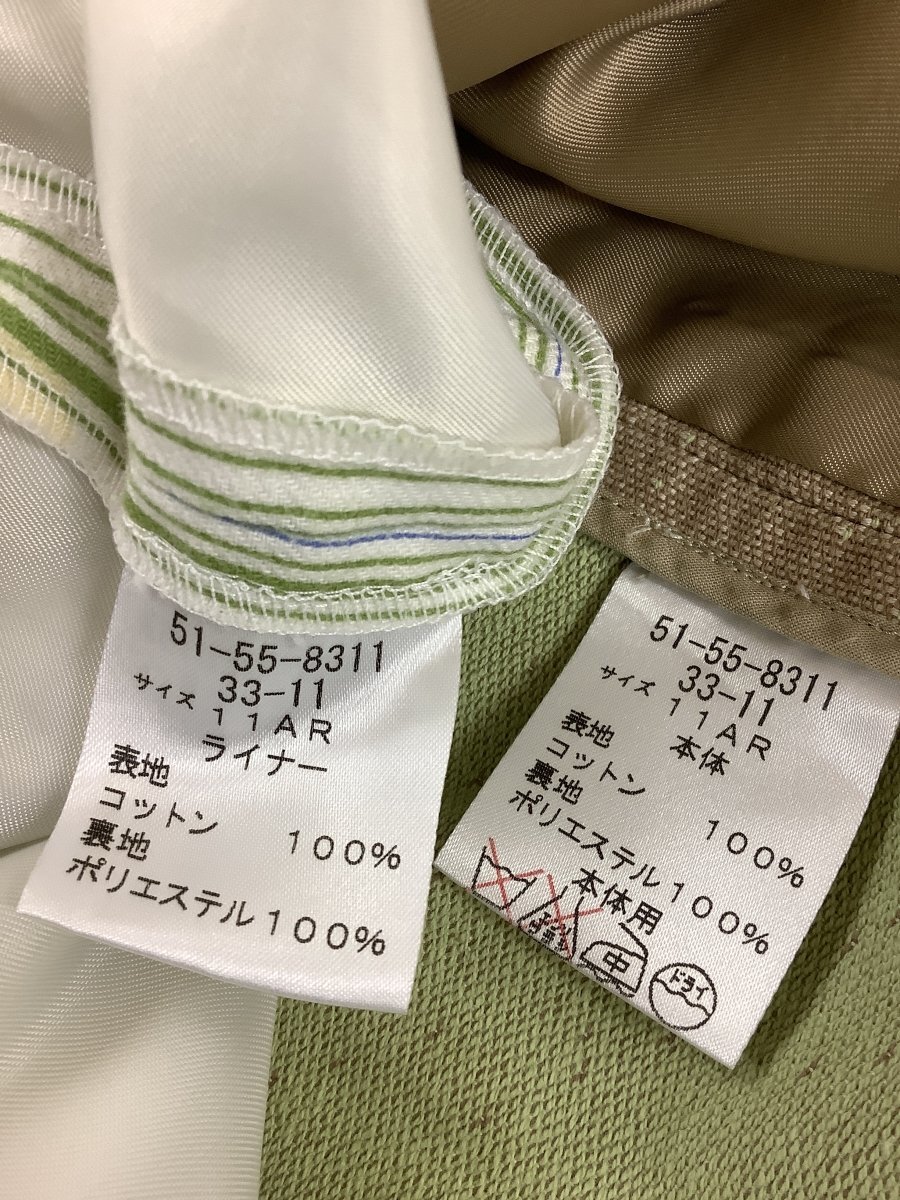 51-55-8311
33-11
サイズ 11AR
ライナー
表地
コットン 100%
裏地
ポリエステル100%
51-55-8311
33-11
サイズ 11AR
本体
表地
コットン 100%
裏地
ポリエステル100%
本体用
中
ドライ